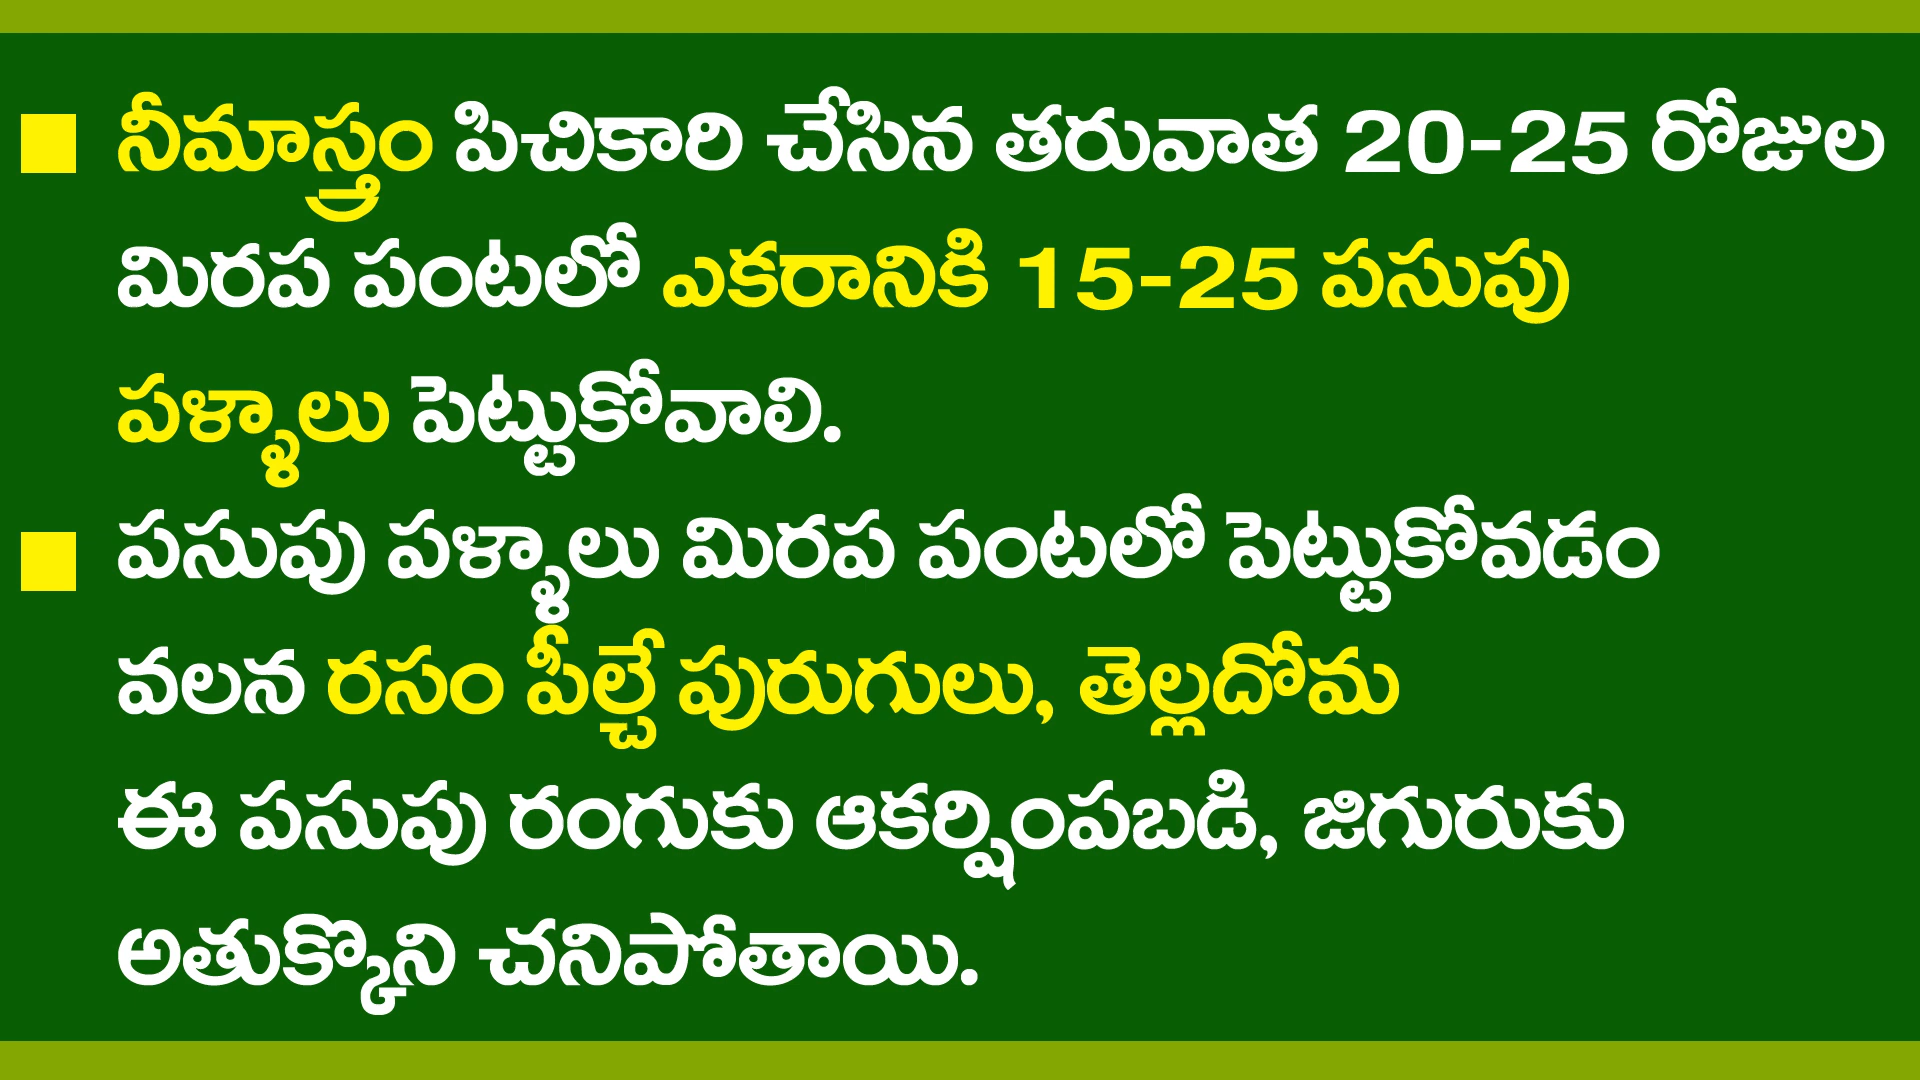 నీమాస్త్రం పిచికారి చేసిన తరువాత 20-25 రోజుల
మిరప పంటలో ఎకరానికి 15-25 పసుపు
పళ్ళాలు పెట్టుకోవాలి.
పసుపు పళ్ళాలు మిరప పంటలో పెట్టుకోవడం
వలన రసం పీల్చే పురుగులు, తెల్లదోమ
ఈ పసుపు రంగుకు ఆకర్షింపబడి, జిగురుకు
అతుక్కొని చనిపోతాయి.